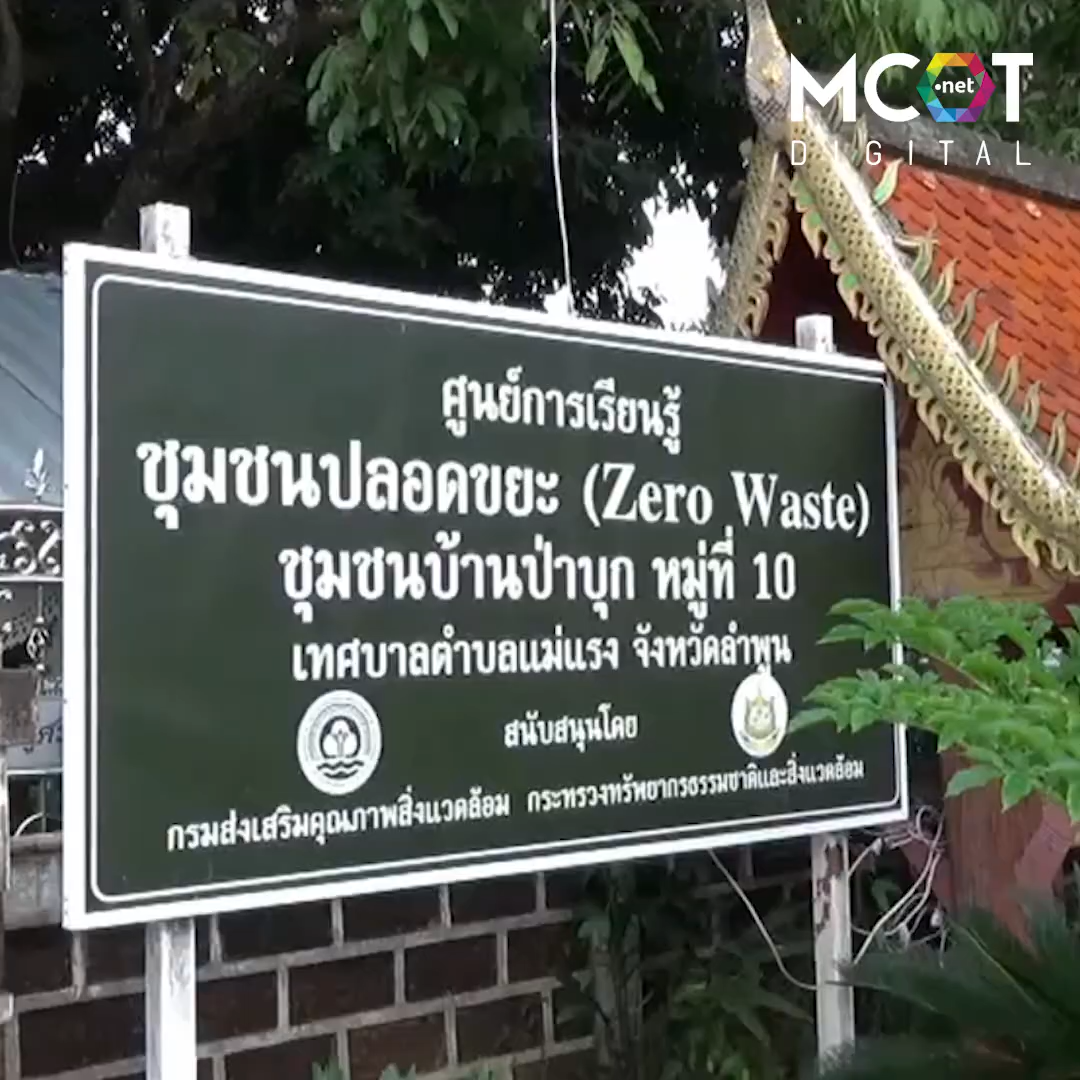 MCOT
.net
DIGITAL
ศูนย์การเรียนรู้
ชุมชนปลอดขยะ (Zero Waste)
ชุมชนบ้านป่าบุก หมู่ที่ 10
เทศบาลตำบลแม่แรง จังหวัดลำพูน
สนับสนุนโดย
กรมส่งเสริมคุณภาพสิ่งแวดล้อม กระทรวงทรัพยากรธรรมชาติและสิ่งแวดล้อม